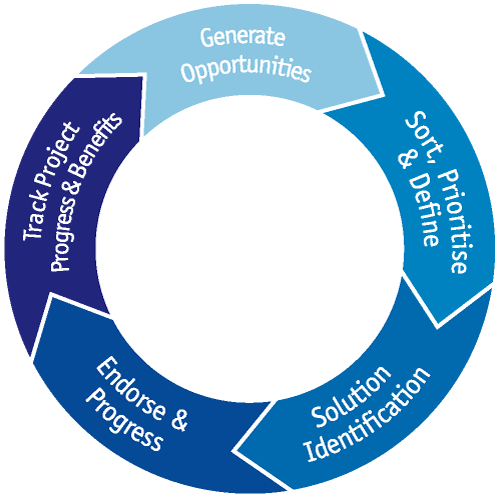 Generate
Opportunities
Sort, Prioritise
& Define
Solution
Identification
Endorse &
Progress
Track Project
Progress & Benefits